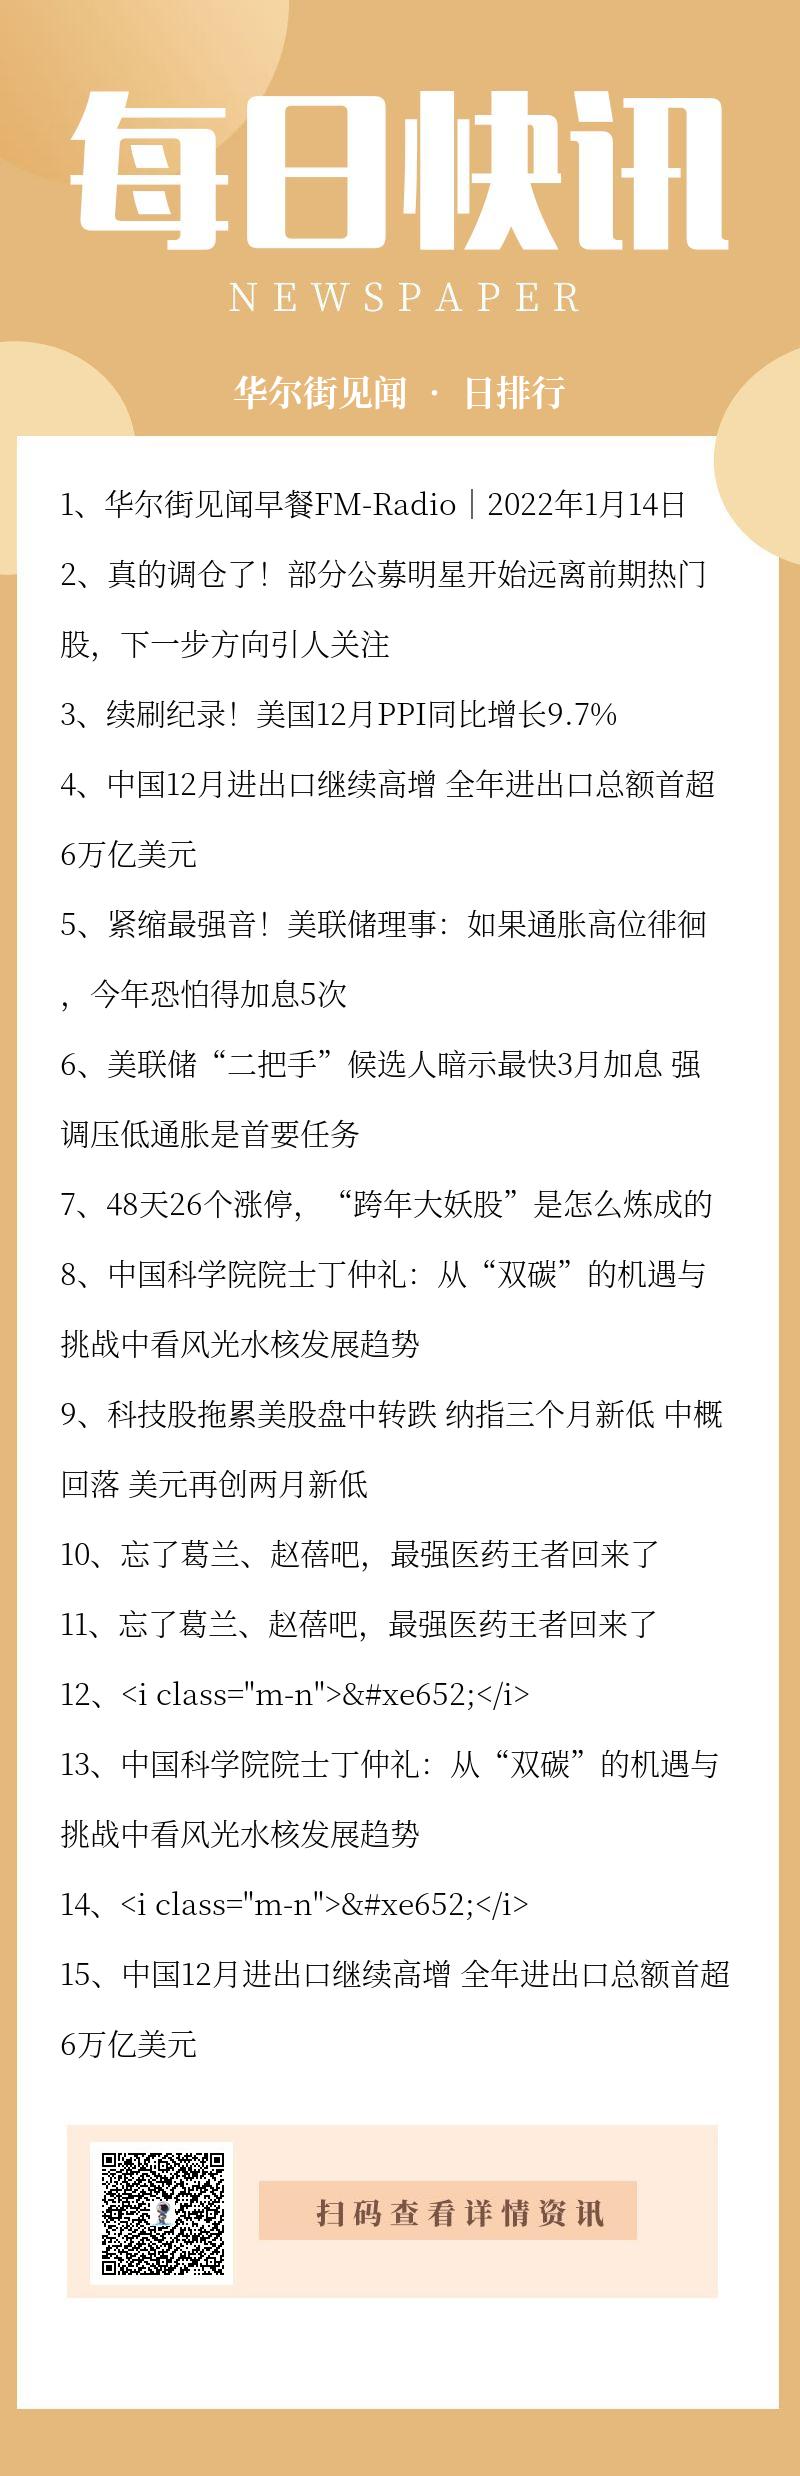 每日快讯
NEWSPAPER
华尔街见闻 · 日排行
1、华尔街见闻早餐FM-Radio｜2022年1月14日
2、真的调仓了！部分公募明星开始远离前期热门
股，下一步方向引人关注
3、续刷纪录！美国12月PPI同比增长9.7%
4、中国12月进出口继续高增 全年进出口总额首超
6万亿美元
5、紧缩最强音！美联储理事：如果通胀高位徘徊
，今年恐怕得加息5次
6、美联储“二把手”候选人暗示最快3月加息 强
调压低通胀是首要任务
7、48天26个涨停，“跨年大妖股”是怎么炼成的
8、中国科学院院士丁仲礼：从“双碳”的机遇与
挑战中看风光水核发展趋势
9、科技股拖累美股盘中转跌 纳指三个月新低 中概
回落 美元再创两月新低
10、忘了葛兰、赵蓓吧，最强医药王者回来了
11、忘了葛兰、赵蓓吧，最强医药王者回来了
12、<i class="m-n">&#xe652;</i>
13、中国科学院院士丁仲礼：从“双碳”的机遇与
挑战中看风光水核发展趋势
14、<i class="m-n">&#xe652;</i>
15、中国12月进出口继续高增 全年进出口总额首超
6万亿美元
扫码查看详情资讯